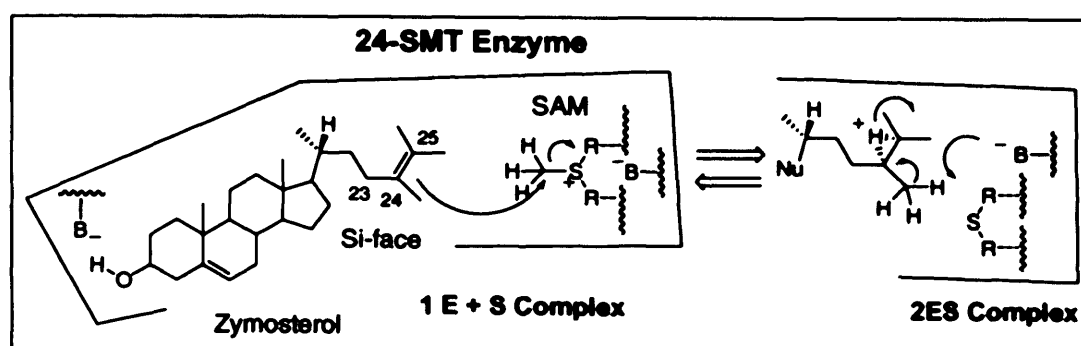 24-SMT Enzyme
SAM
H
25
H
H
+
H
23
24
H
C
H
H
S
+
R
R
-
B
B
-
Nu
H
H
H
-
B
R
S
R
B
-
H
O
Si-face
Zymosterol
1 E + S Complex
2ES Complex